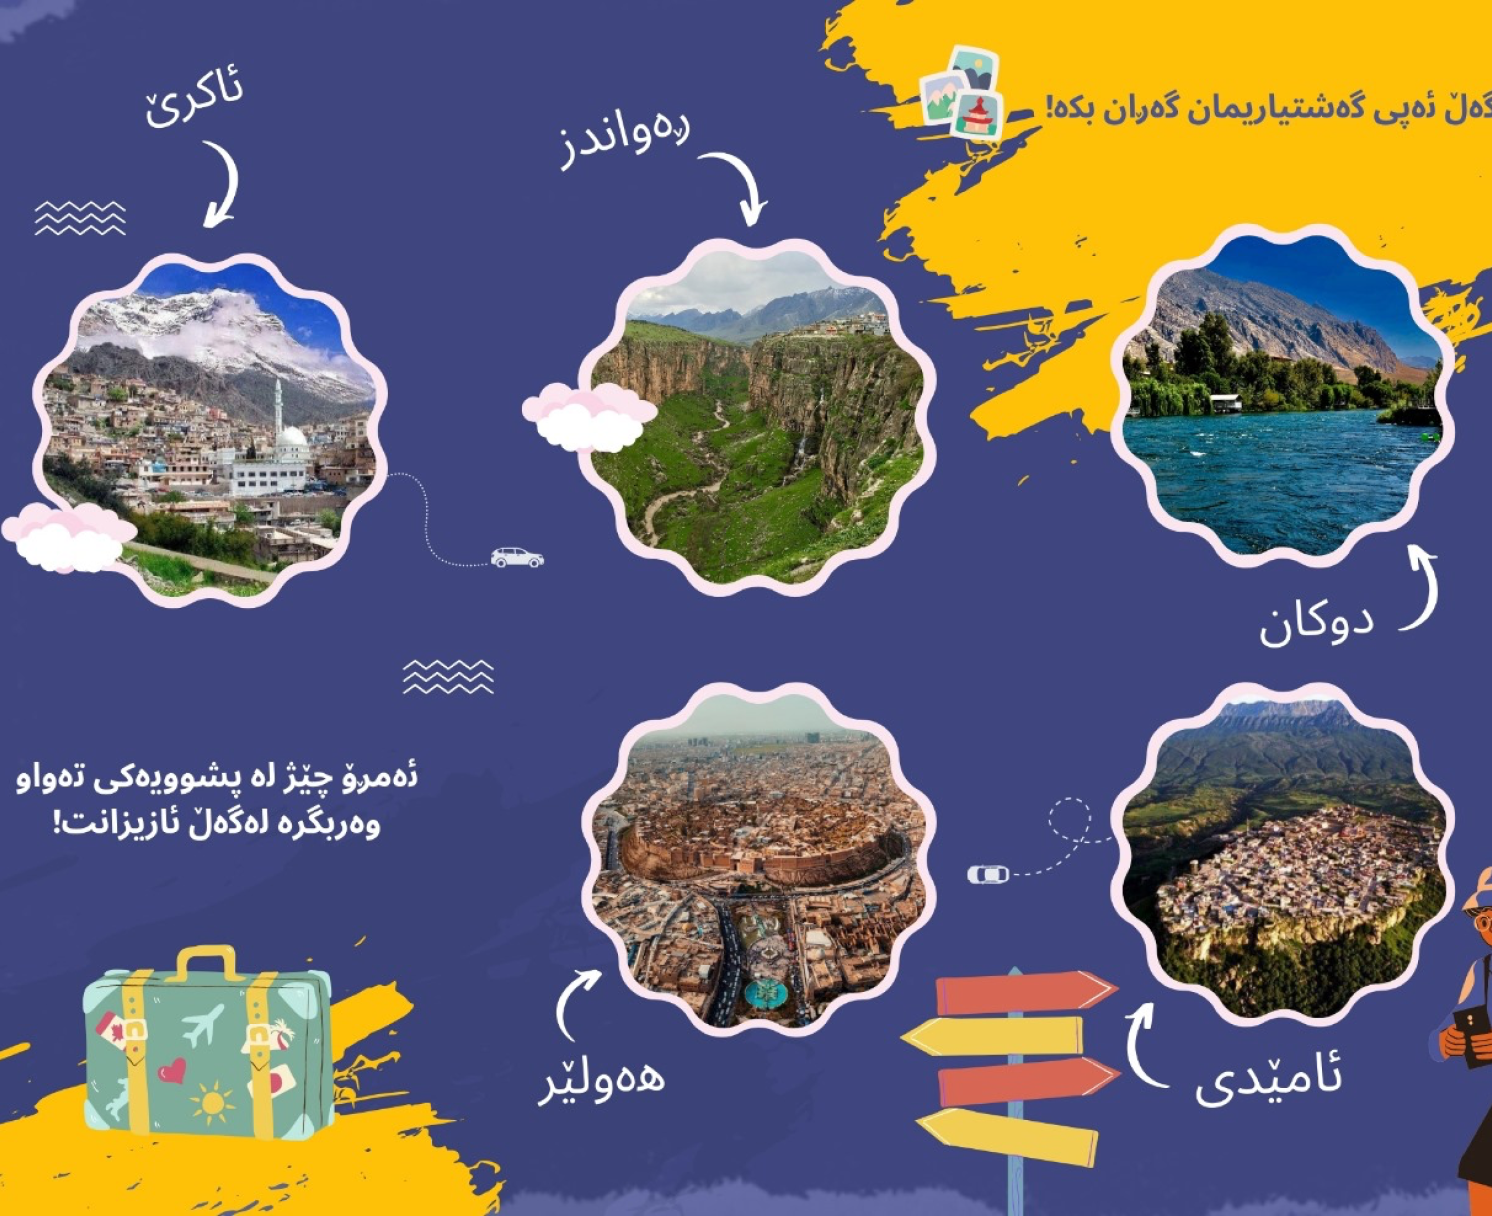 گەڵ ئەپی گەشتیاریمان گەڕان بکە!
ڕەواندز
ئاکرێ
دوکان
ئەمڕۆ چێژ لە پشوویەکی تەواو
وەربگرە لەگەڵ ئازیزانت!
ئامێدی
هەولێر